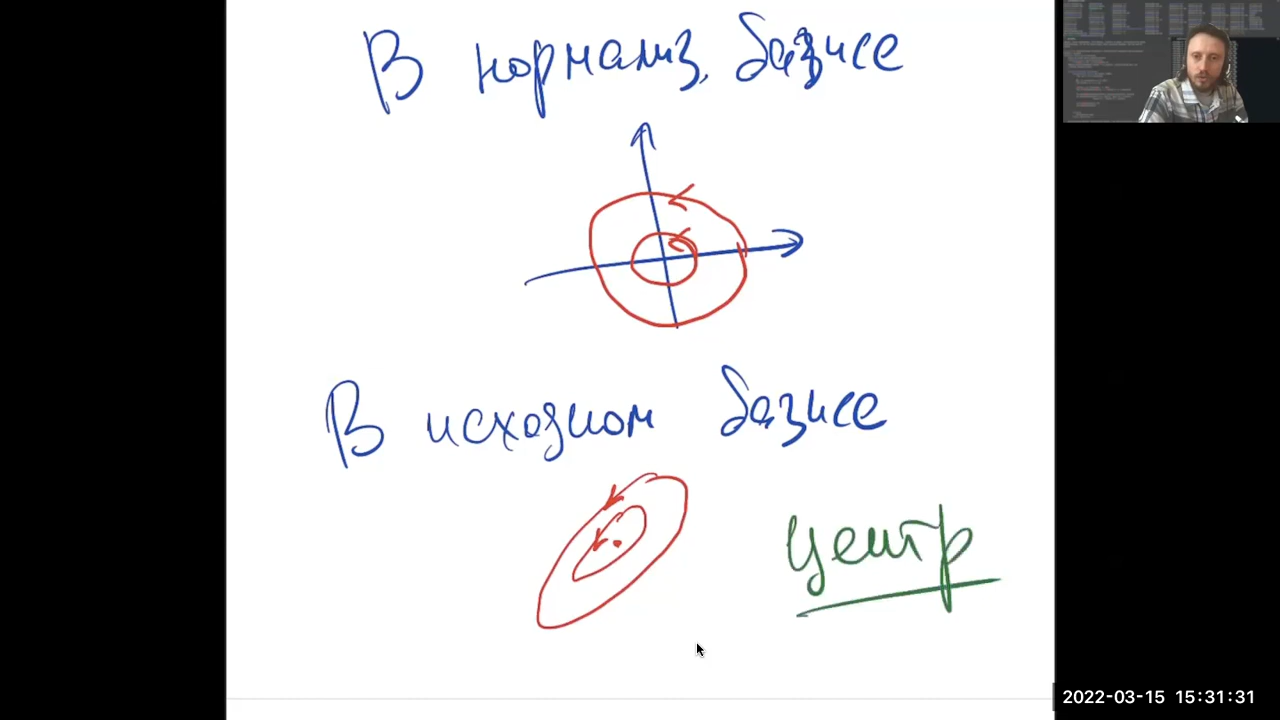 В нормализ. базисе
В исходном базисе
Центр
2022-03-15 15:31:31